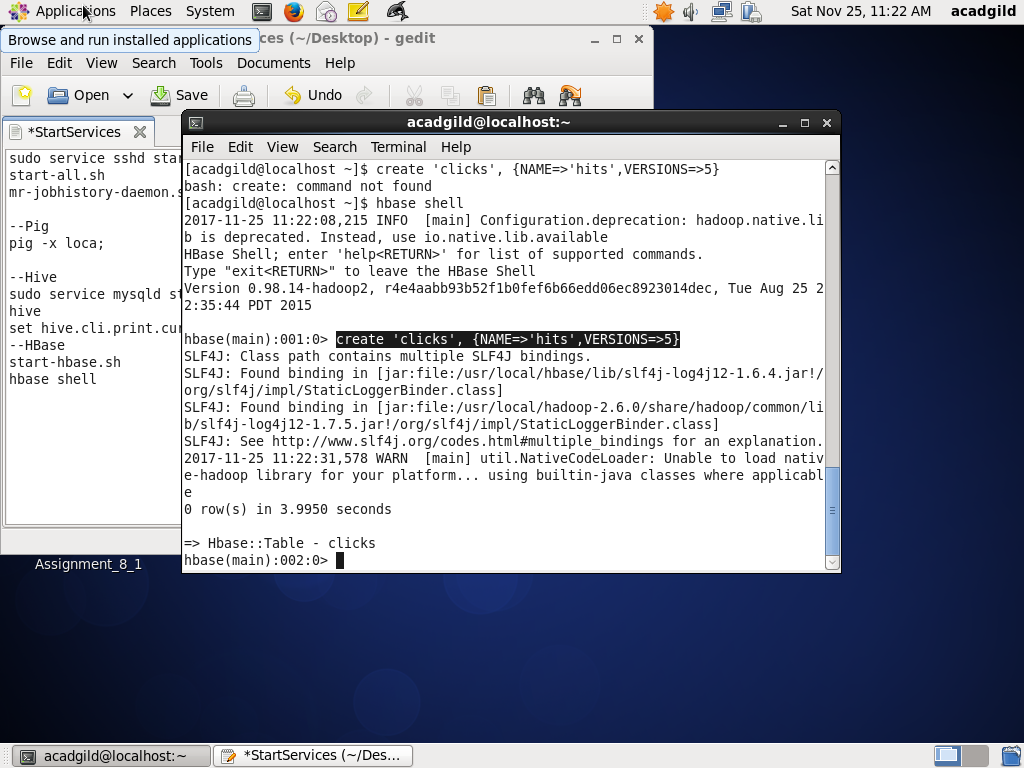 Applications Places System Sat Nov 25, 11:22 AM acadgild
Browse and run installed applications
ces (~/Desktop) - gedit
File Edit View Search Tools Documents Help
Open Save Undo
*StartServices
sudo service sshd star
start-all.sh
mr-jobhistory-daemon.s
--Pig
pig -x loca;
--Hive
sudo service mysqld st
hive
set hive.cli.print.cur
--HBase
start-hbase.sh
hbase shell
acadgild@localhost:~
File Edit View Search Terminal Help
[acadgild@localhost ~]$ create 'clicks', {NAME=>'hits',VERSIONS=>5}
bash: create: command not found
[acadgild@localhost ~]$ hbase shell
2017-11-25 11:22:08,215 INFO  [main] Configuration.deprecation: hadoop.native.li
b is deprecated. Instead, use io.native.lib.available
HBase Shell; enter 'help<RETURN>' for list of supported commands.
Type "exit<RETURN>" to leave the HBase Shell
Version 0.98.14-hadoop2, r4e4aabb93b52f1b0fef6b66edd06ec8923014dec, Tue Aug 25 2
2:35:44 PDT 2015
hbase(main):001:0> create 'clicks', {NAME=>'hits',VERSIONS=>5}
SLF4J: Class path contains multiple SLF4J bindings.
SLF4J: Found binding in [jar:file:/usr/local/hbase/lib/slf4j-log4j12-1.6.4.jar!/
org/slf4j/impl/StaticLoggerBinder.class]
SLF4J: Found binding in [jar:file:/usr/local/hadoop-2.6.0/share/hadoop/common/li
b/slf4j-log4j12-1.7.5.jar!/org/slf4j/impl/StaticLoggerBinder.class]
SLF4J: See http://www.slf4j.org/codes.html#multiple_bindings for an explanation.
2017-11-25 11:22:31,578 WARN  [main] util.NativeCodeLoader: Unable to load nativ
e-hadoop library for your platform... using builtin-java classes where applicabl
e
0 row(s) in 3.9950 seconds
=> Hbase::Table - clicks
hbase(main):002:0>
Assignment_8_1
acadgild@localhost:~ *StartServices (~/Des...